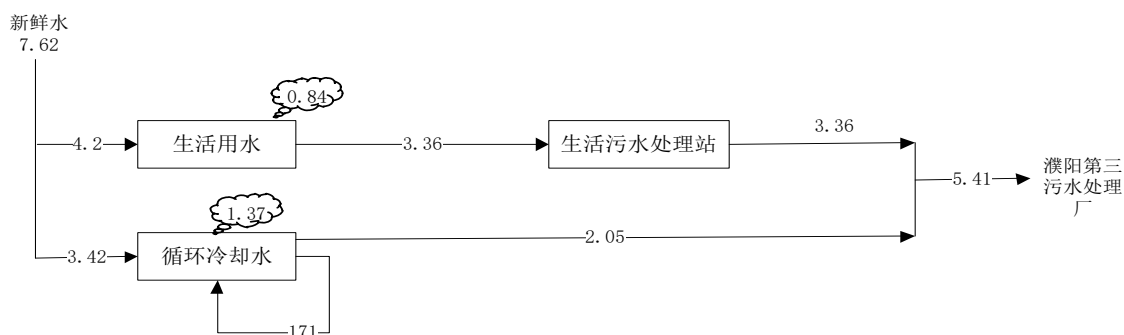 新鲜水
7.62
0.84
4.2
生活用水
3.36
生活污水处理站
3.36
濮阳第三
污水处理
厂
5.41
1.37
3.42
循环冷却水
2.05
171